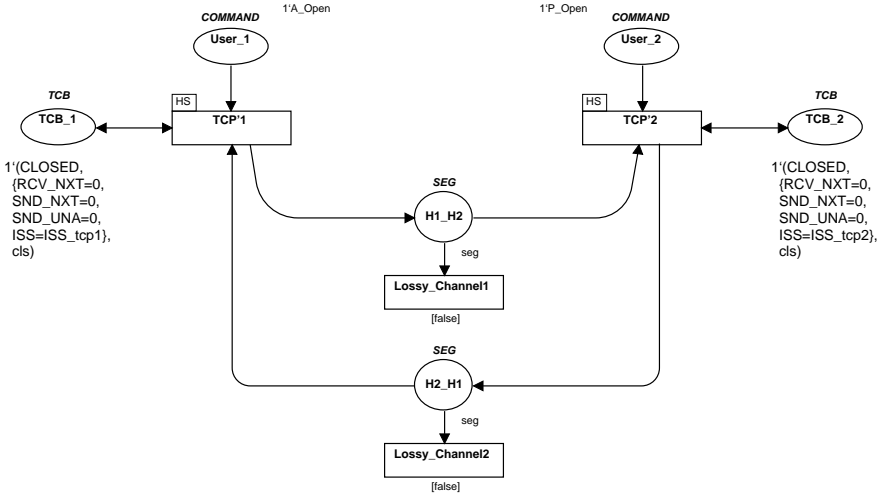 1‘A_Open
1‘P_Open
COMMAND
COMMAND
User_1
User_2
TCB
HS
HS
TCB
TCB_1
TCP'1
TCP'2
TCB_2
1‘(CLOSED,
{RCV_NXT=0,
SND_NXT=0,
SND_UNA=0,
ISS=ISS_tcp1},
cls)
1‘(CLOSED,
{RCV_NXT=0,
SND_NXT=0,
SND_UNA=0,
ISS=ISS_tcp2},
cls)
SEG
H1_H2
seg
Lossy_Channel1
[false]
SEG
H2_H1
seg
Lossy_Channel2
[false]